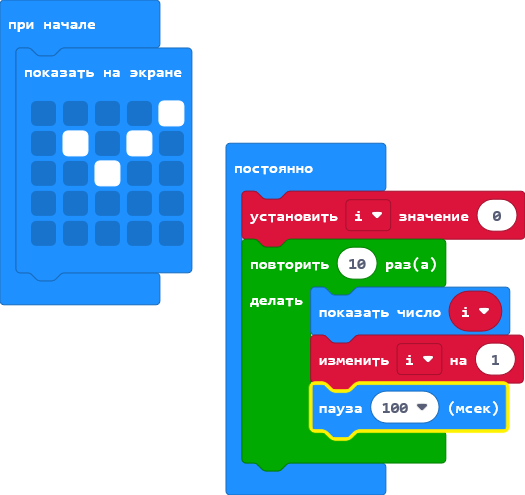 при начале
показать на экране
постоянно
установить i значение 0
повторить 10 раз(а)
делать
показать число i
изменить i на 1
пауза 100 (мсек)